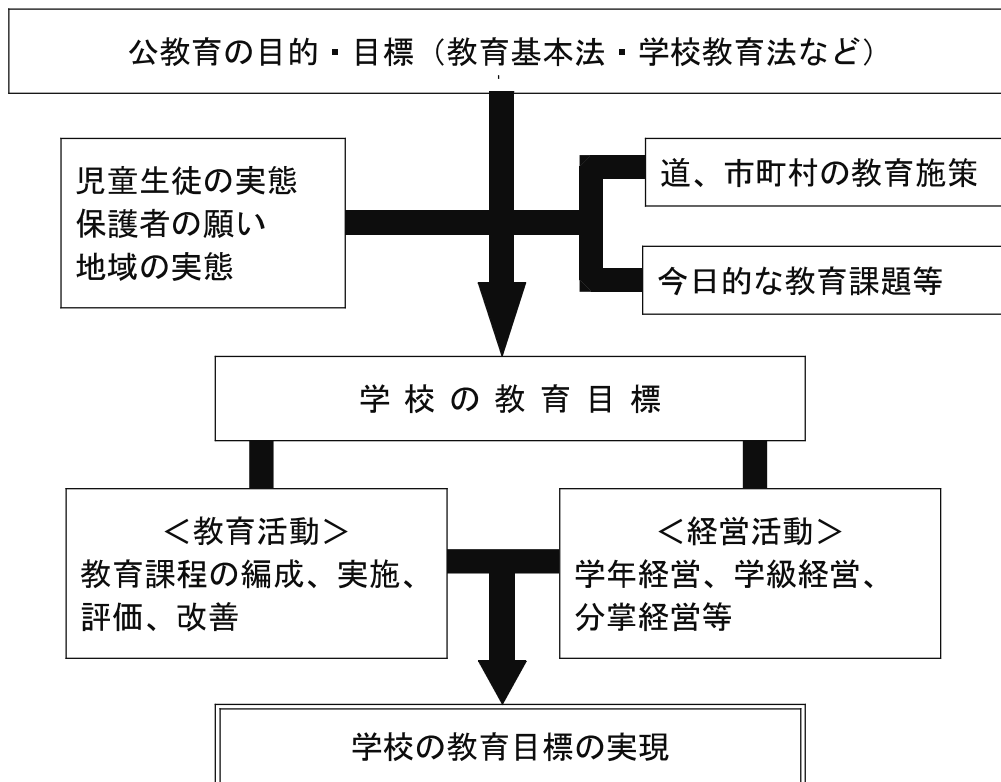 公教育の目的・目標（教育基本法・学校教育法など）
児童生徒の実態
保護者の願い
地域の実態
道、市町村の教育施策
今日的な教育課題等
学校の教育目標
＜教育活動＞
教育課程の編成、実施、
評価、改善
＜経営活動＞
学年経営、学級経営、
分掌経営等
学校の教育目標の実現